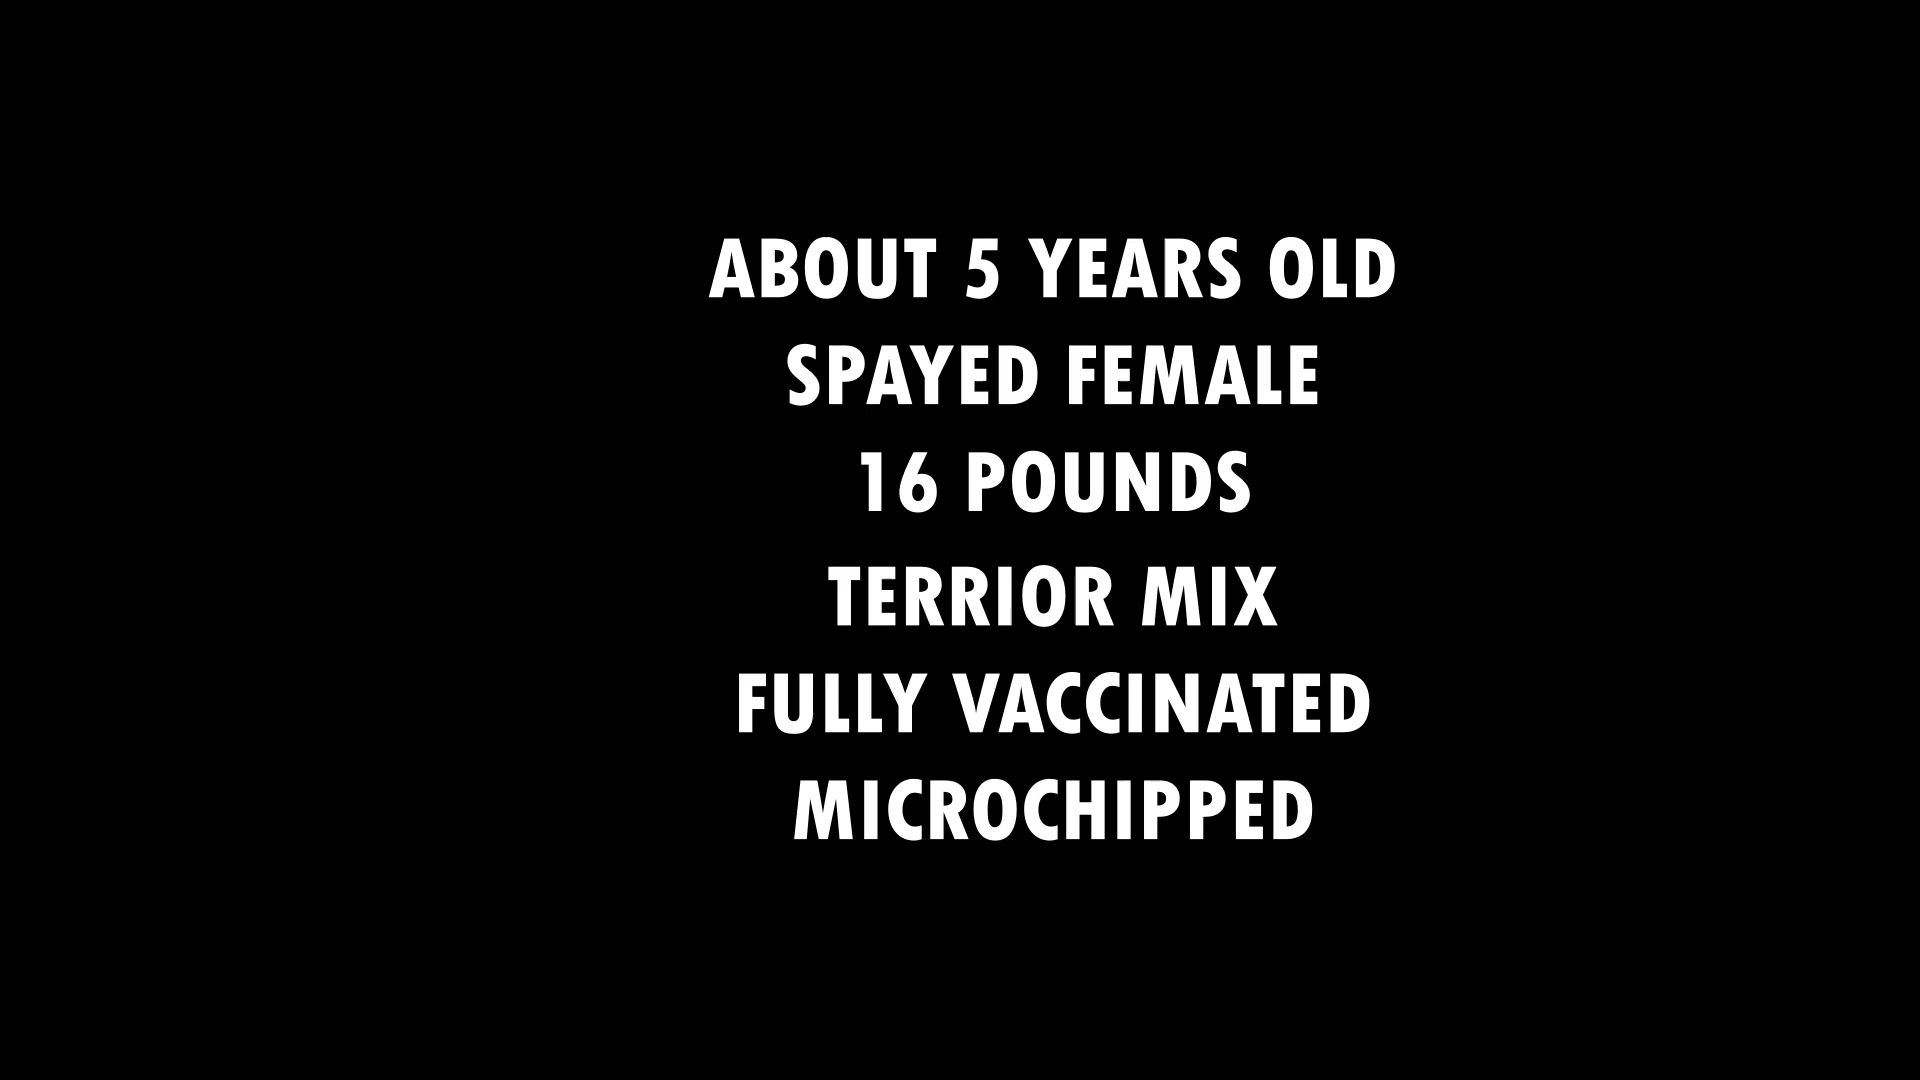 ABOUT 5 YEARS OLD
SPAYED FEMALE
16 POUNDS
TERRIOR MIX
FULLY VACCINATED
MICROCHIPPED